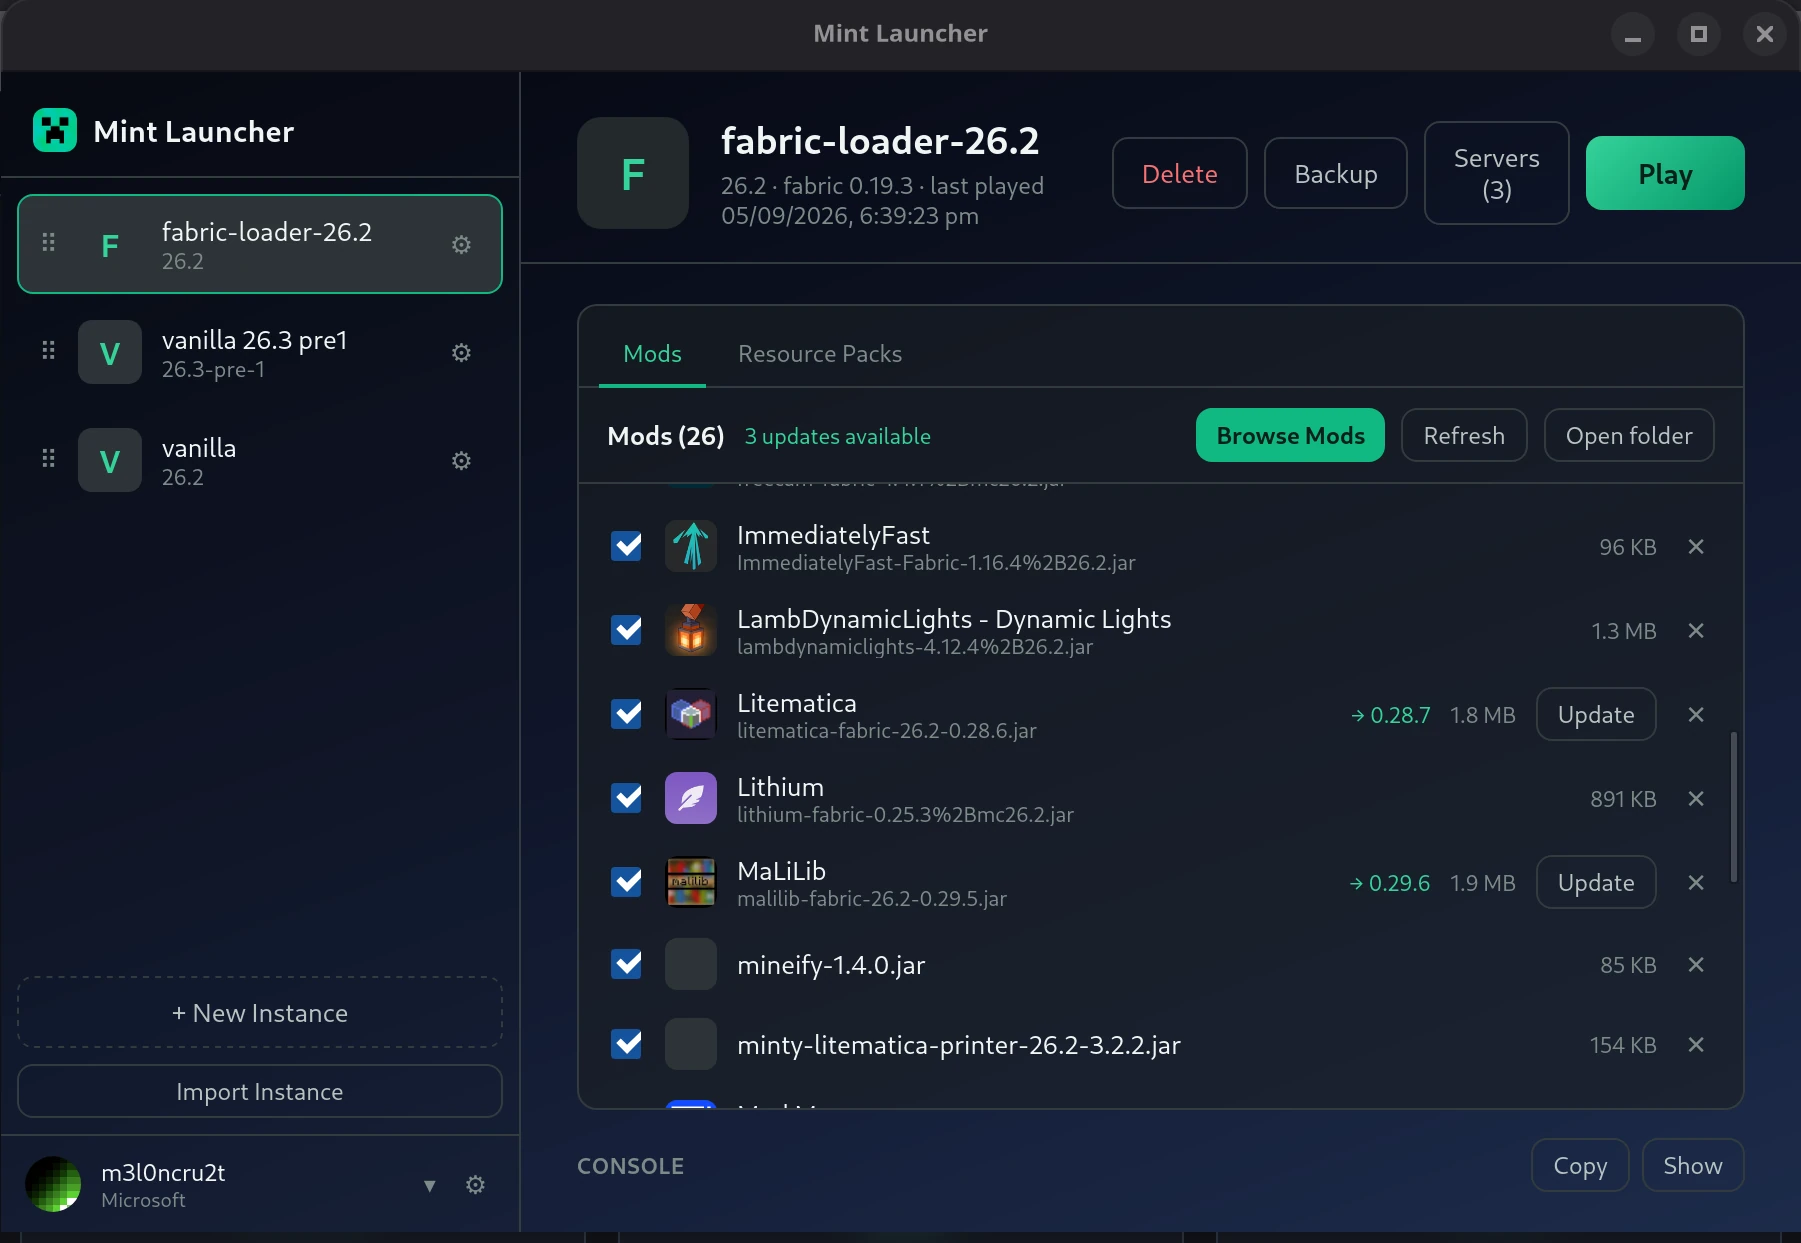 Mint Launcher
Mint Launcher
F
fabric-loader-26.2
26.2
V
vanilla 26.3 pre1
26.3-pre-1
V
vanilla
26.2
+ New Instance
Import Instance
m3l0ncru2t
Microsoft
F
fabric-loader-26.2
26.2 · fabric 0.19.3 · last played
05/09/2026, 6:39:23 pm
Delete
Backup
Servers
(3)
Play
Mods
Resource Packs
Mods (26)
3 updates available
Browse Mods
Refresh
Open folder
ImmediatelyFast
ImmediatelyFast-Fabric-1.16.4%2B26.2.jar
96 KB
LambDynamicLights - Dynamic Lights
lambdynamiclights-4.12.4%2B26.2.jar
1.3 MB
Litematica
litematica-fabric-26.2-0.28.6.jar
→ 0.28.7
1.8 MB
Update
Lithium
lithium-fabric-0.25.3%2Bmc26.2.jar
891 KB
malilib
MaLiLib
malilib-fabric-26.2-0.29.5.jar
→ 0.29.6
1.9 MB
Update
mineify-1.4.0.jar
85 KB
minty-litematica-printer-26.2-3.2.2.jar
154 KB
CONSOLE
Copy
Show